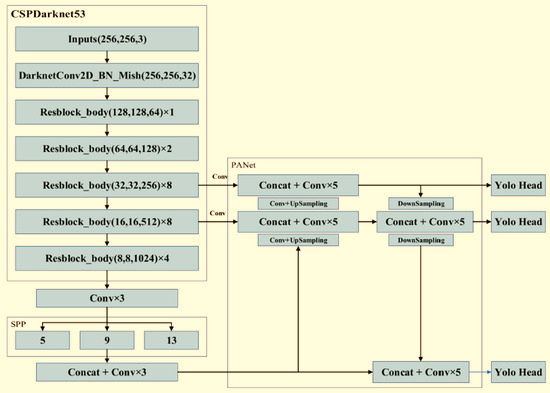 CSPDarknet53
Inputs(256,256,3)
DarknetConv2D_BN_Mish(256,256,32)
Resblock_body(128,128,64)×1
Resblock_body(64,64,128)×2
Resblock_body(32,32,256)×8
Resblock_body(16,16,512)×8
Resblock_body(8,8,1024)×4
Conv×3
SPP
5 9 13
Concat + Conv×3
Conv
Conv
PANet
Concat + Conv×5
Conv+UpSampling DownSampling
Concat + Conv×5 Concat + Conv×5
Conv+UpSampling DownSampling
Concat + Conv×5
Yolo Head
Yolo Head
Yolo Head